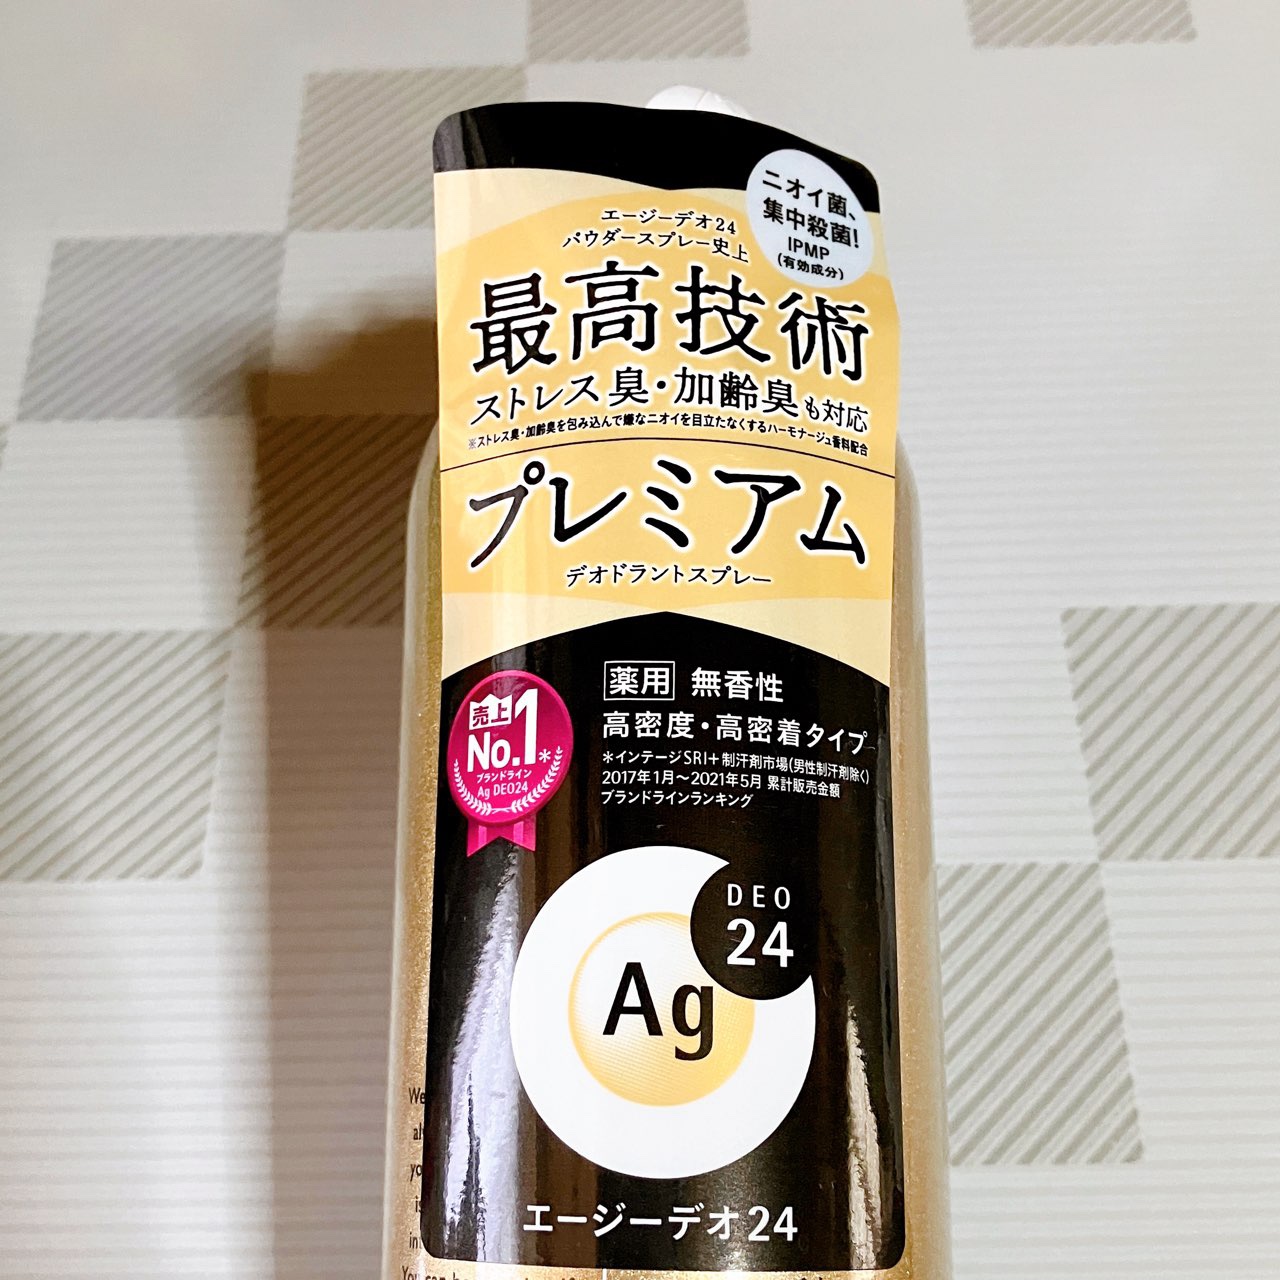 ニオイ菌、
集中殺菌!
IPMP
(有効成分)
エージーデオ24
パウダースプレー史上
最高技術
ストレス臭・加齢臭も対応
※ストレス臭・加齢臭を包み込んで嫌なニオイを目立たなくするハーモナージュ香料配合
プレミアム
デオドラントスプレー
薬用 無香性
高密度・高密着タイプ
*インテージSRI+制汗剤市場(男性制汗剤除く)
2017年1月〜2021年5月 累計販売金額
ブランドラインランキング
売上
No.1*
ブランドライン
Ag DEO24
DEO
24
Ag
エージーデオ24
We
You can